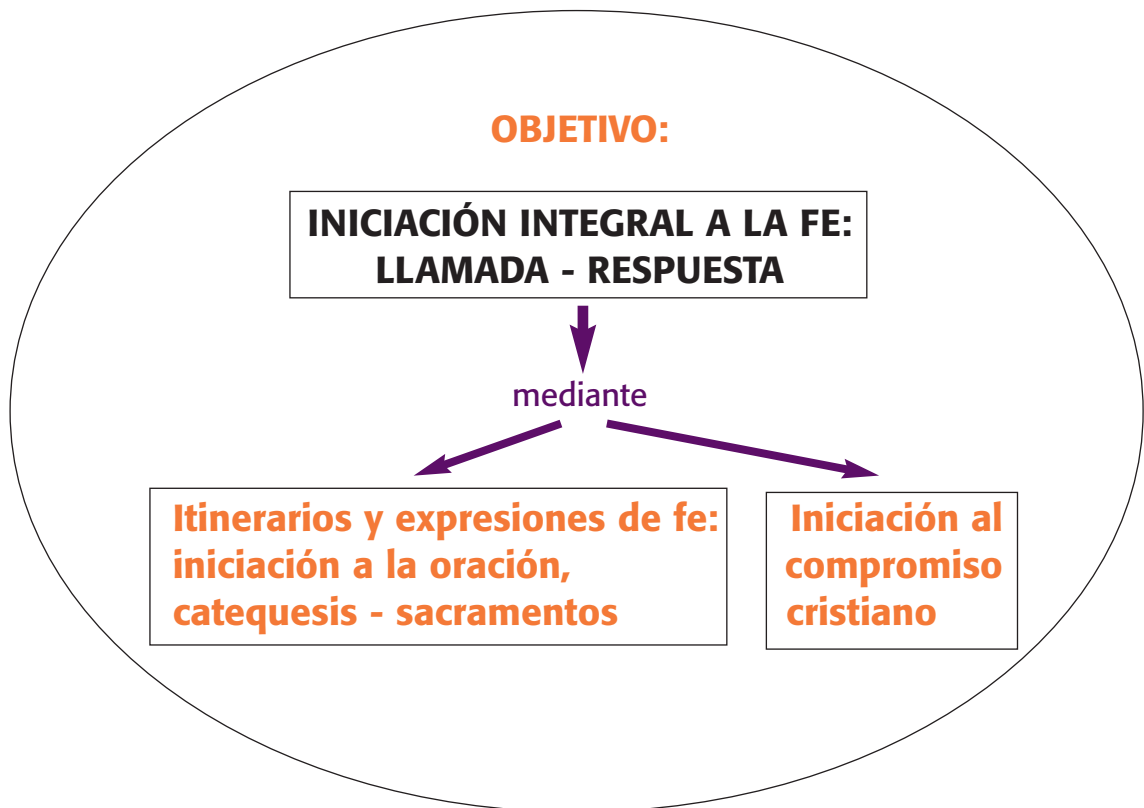 OBJETIVO:
INICIACIÓN INTEGRAL A LA FE:
LLAMADA - RESPUESTA
mediante
Itinerarios y expresiones de fe:
iniciación a la oración,
catequesis - sacramentos
Iniciación al
compromiso
cristiano